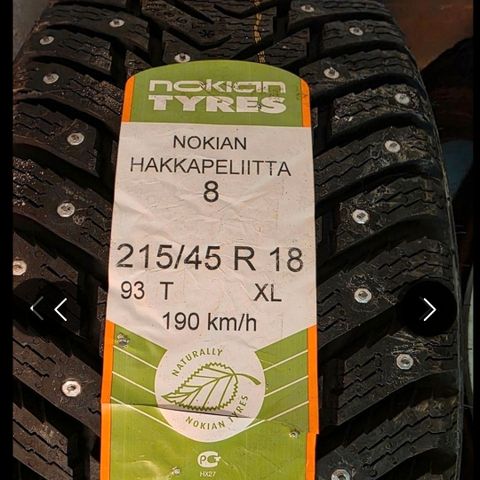 nokian
TYRES
NOKIAN
HAKKAPELIITTA
8
215/45 R 18
93 T XL
190 km/h
NATURALLY
NOKIAN TYRES
HX27